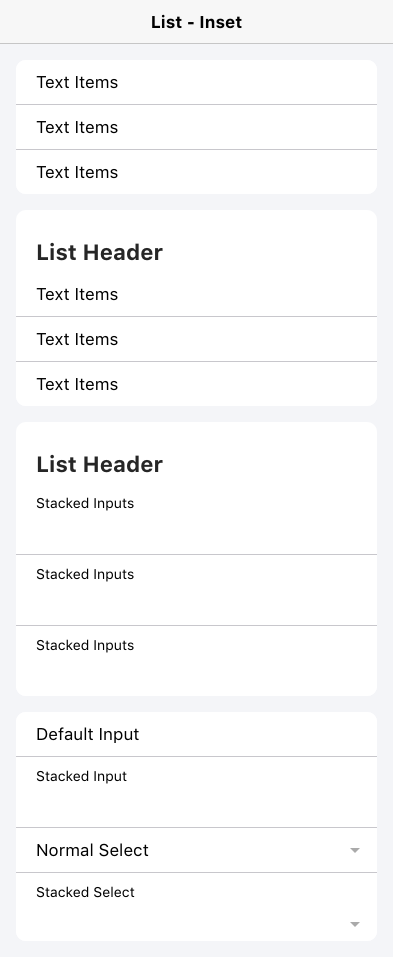 List - Inset
Text Items
Text Items
Text Items
List Header
Text Items
Text Items
Text Items
List Header
Stacked Inputs
Stacked Inputs
Stacked Inputs
Default Input
Stacked Input
Normal Select
Stacked Select